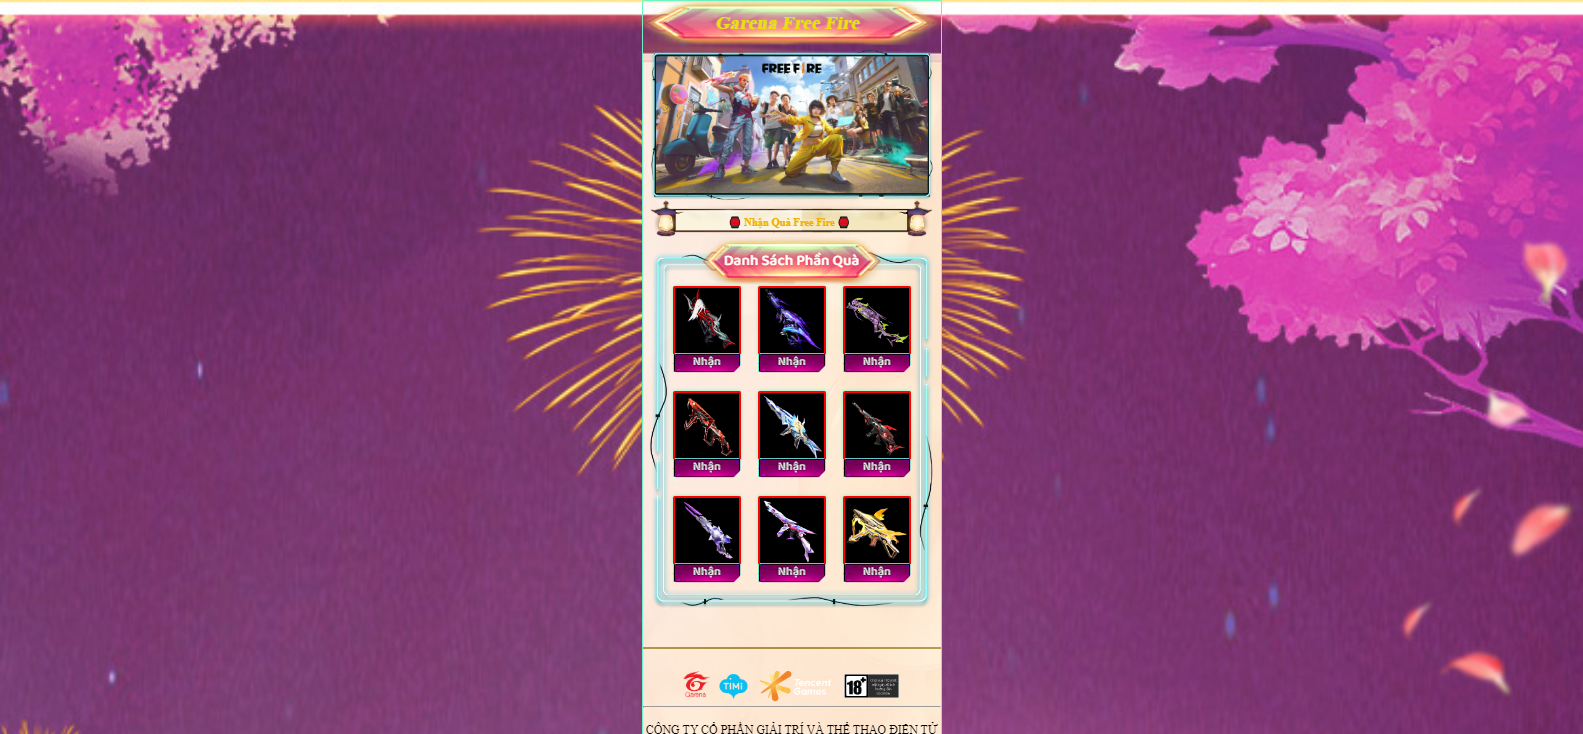 Garena Free Fire
FREE FIRE
Nhận Quà Free Fire
Danh Sách Phần Quà
Nhận Nhận Nhận
Nhận Nhận Nhận
Nhận Nhận Nhận
Garena TiMi Tencent Games 18+
CÔNG TY CỔ PHẦN GIẢI TRÍ VÀ THỂ THAO ĐIỆN TỬ